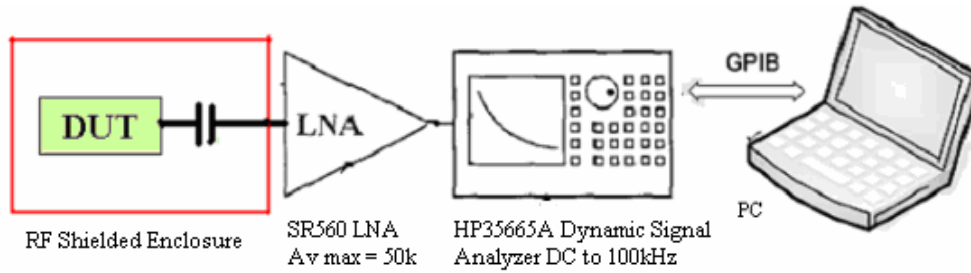 GPIB
DUT
LNA
PC
RF Shielded Enclosure
SR560 LNA
Av max = 50k
HP35665A Dynamic Signal
Analyzer DC to 100kHz